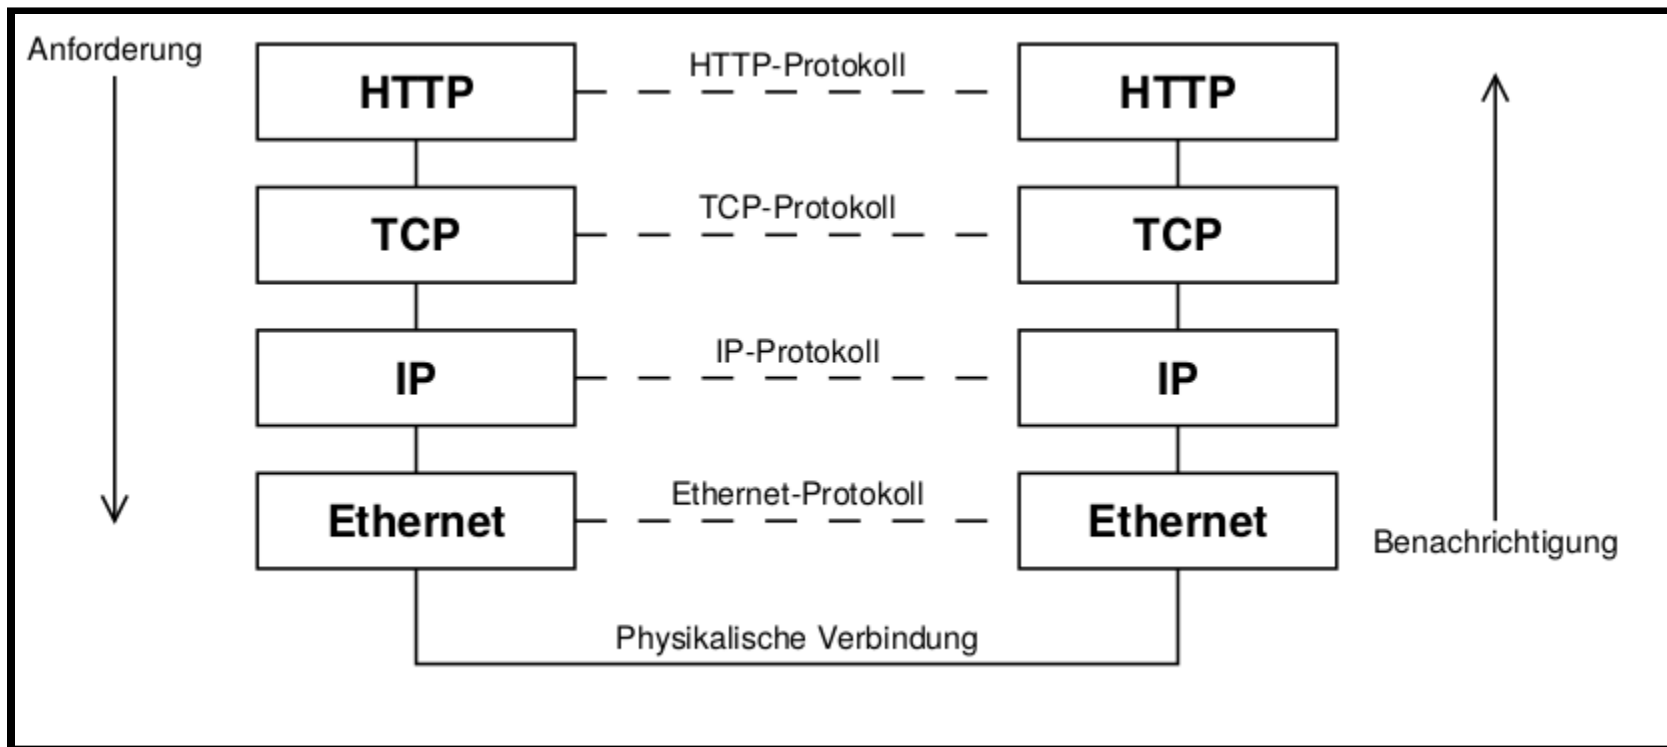 Anforderung
HTTP
HTTP-Protokoll
HTTP
TCP
TCP-Protokoll
TCP
IP
IP-Protokoll
IP
Ethernet
Ethernet-Protokoll
Ethernet
Benachrichtigung
Physikalische Verbindung